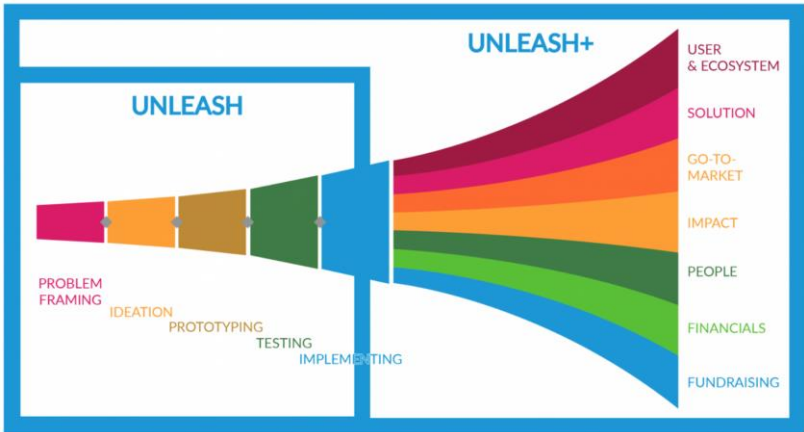 UNLEASH+
UNLEASH
PROBLEM
FRAMING
IDEATION
PROTOTYPING
TESTING
IMPLEMENTING
USER
& ECOSYSTEM
SOLUTION
GO-TO-
MARKET
IMPACT
PEOPLE
FINANCIALS
FUNDRAISING